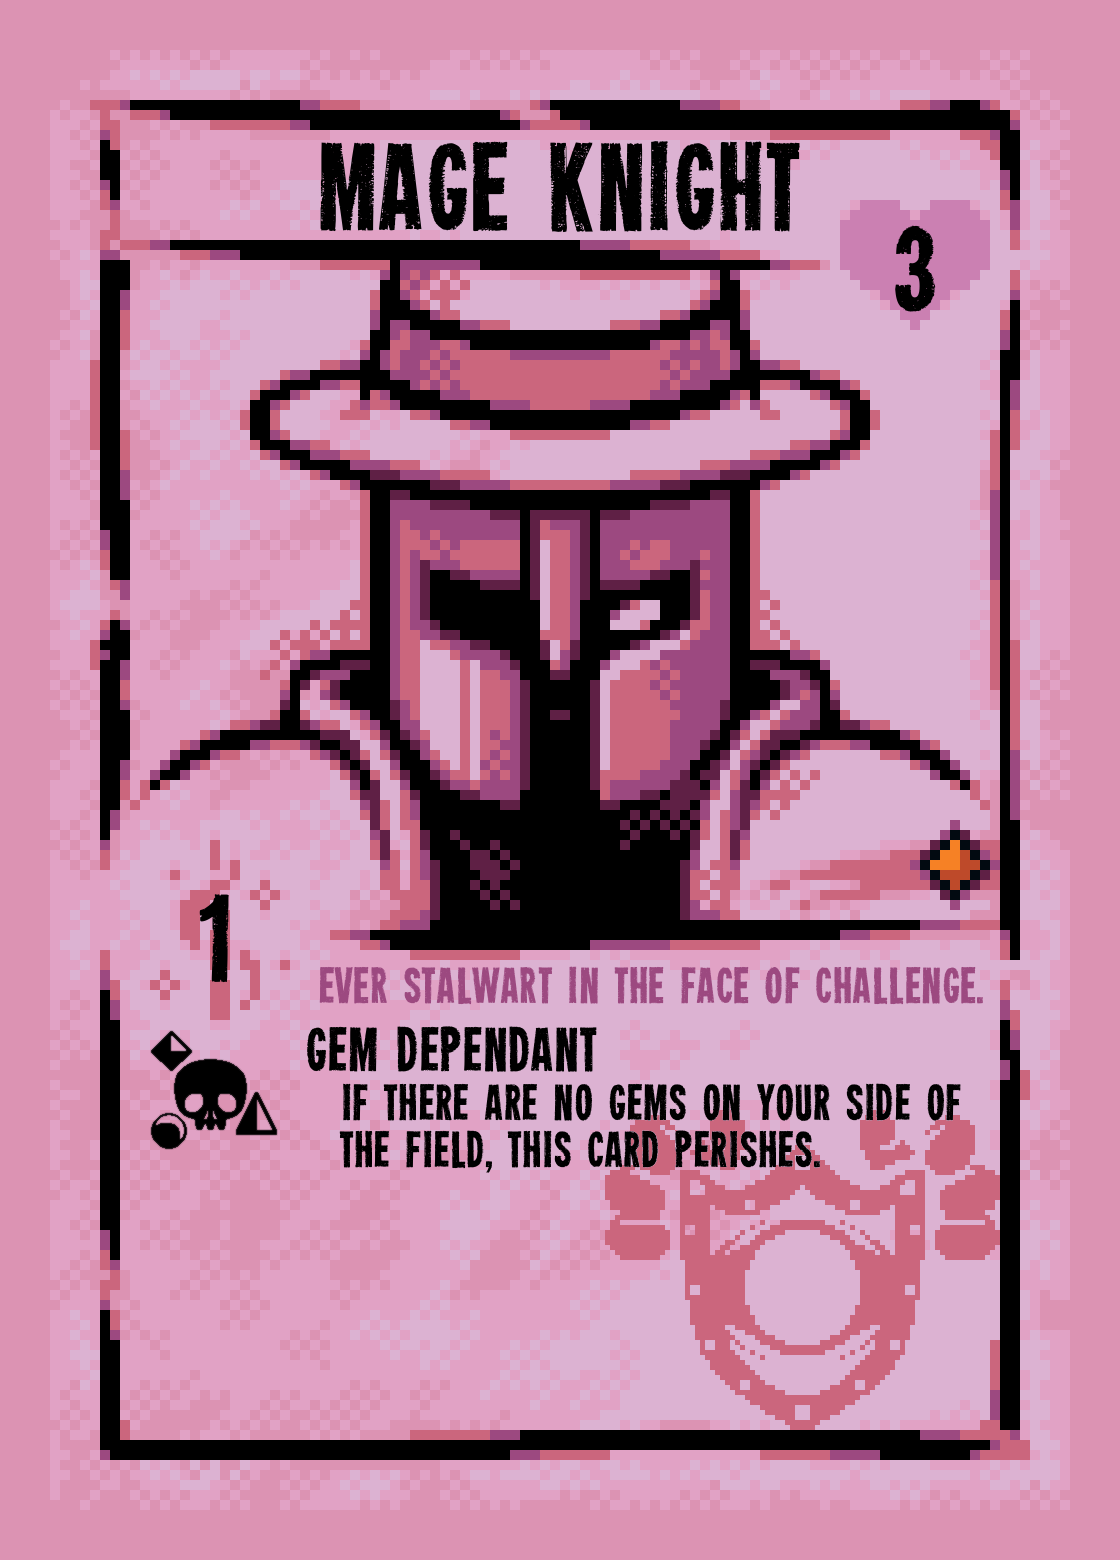 MAGE KNIGHT
3
1
EVER STALWART IN THE FACE OF CHALLENGE.
GEM DEPENDANT
IF THERE ARE NO GEMS ON YOUR SIDE OF
THE FIELD, THIS CARD PERISHES.